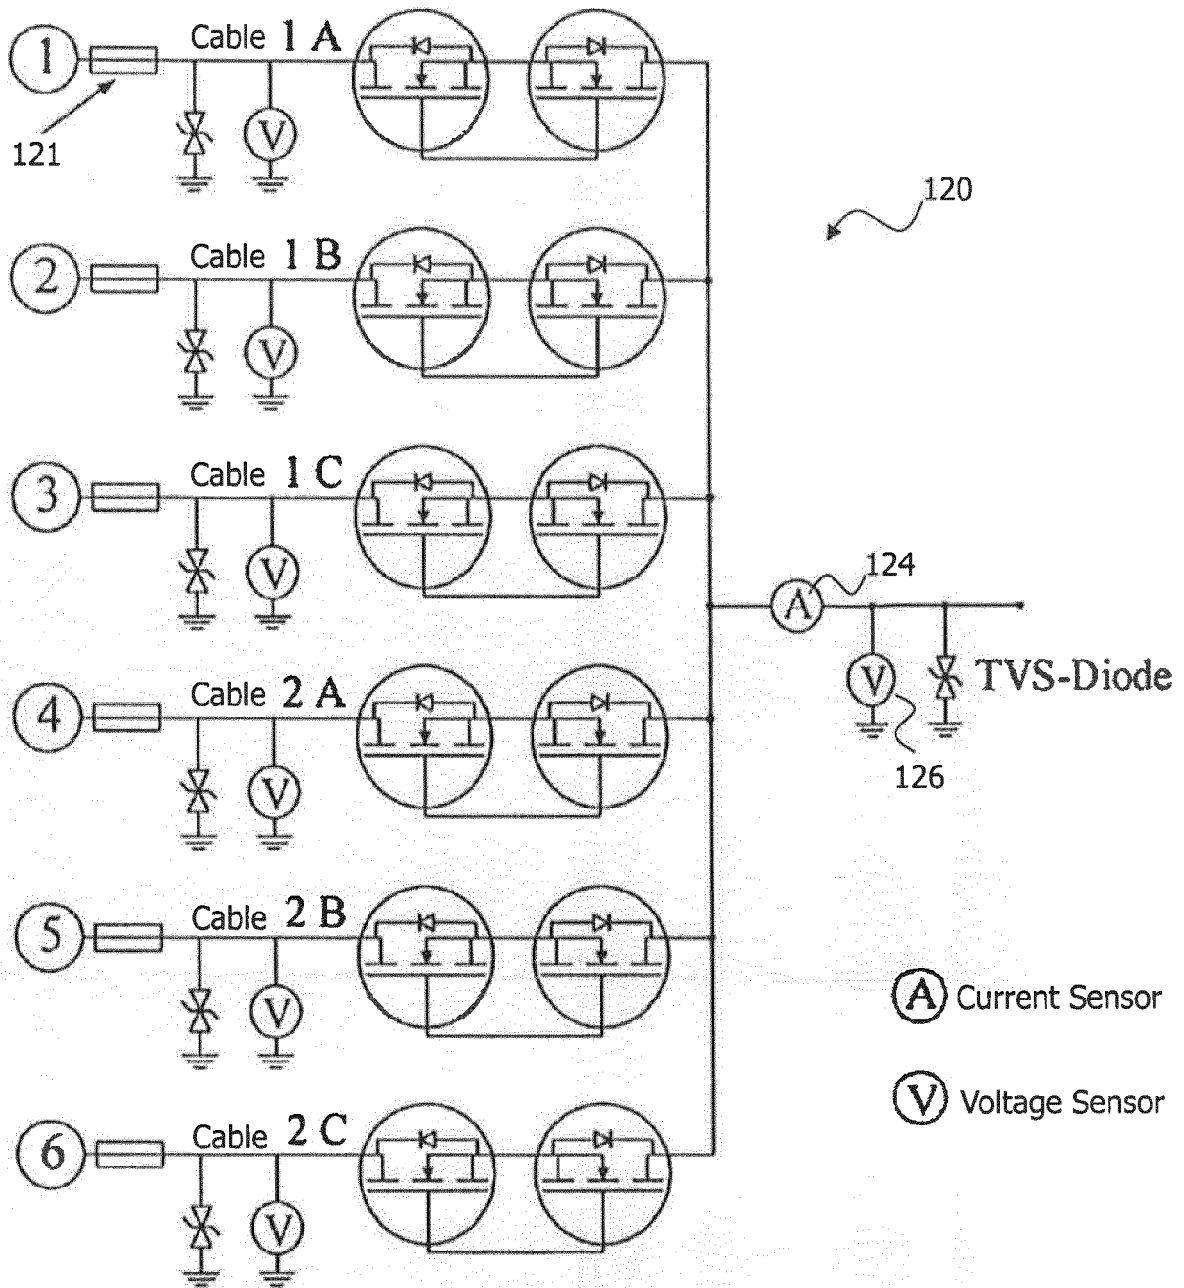 1
Cable 1 A
V
121
120
2
Cable 1 B
V
3
Cable 1 C
V
124
A
4
Cable 2 A
V
V
TVS-Diode
126
5
Cable 2 B
V
A Current Sensor
V Voltage Sensor
6
Cable 2 C
V